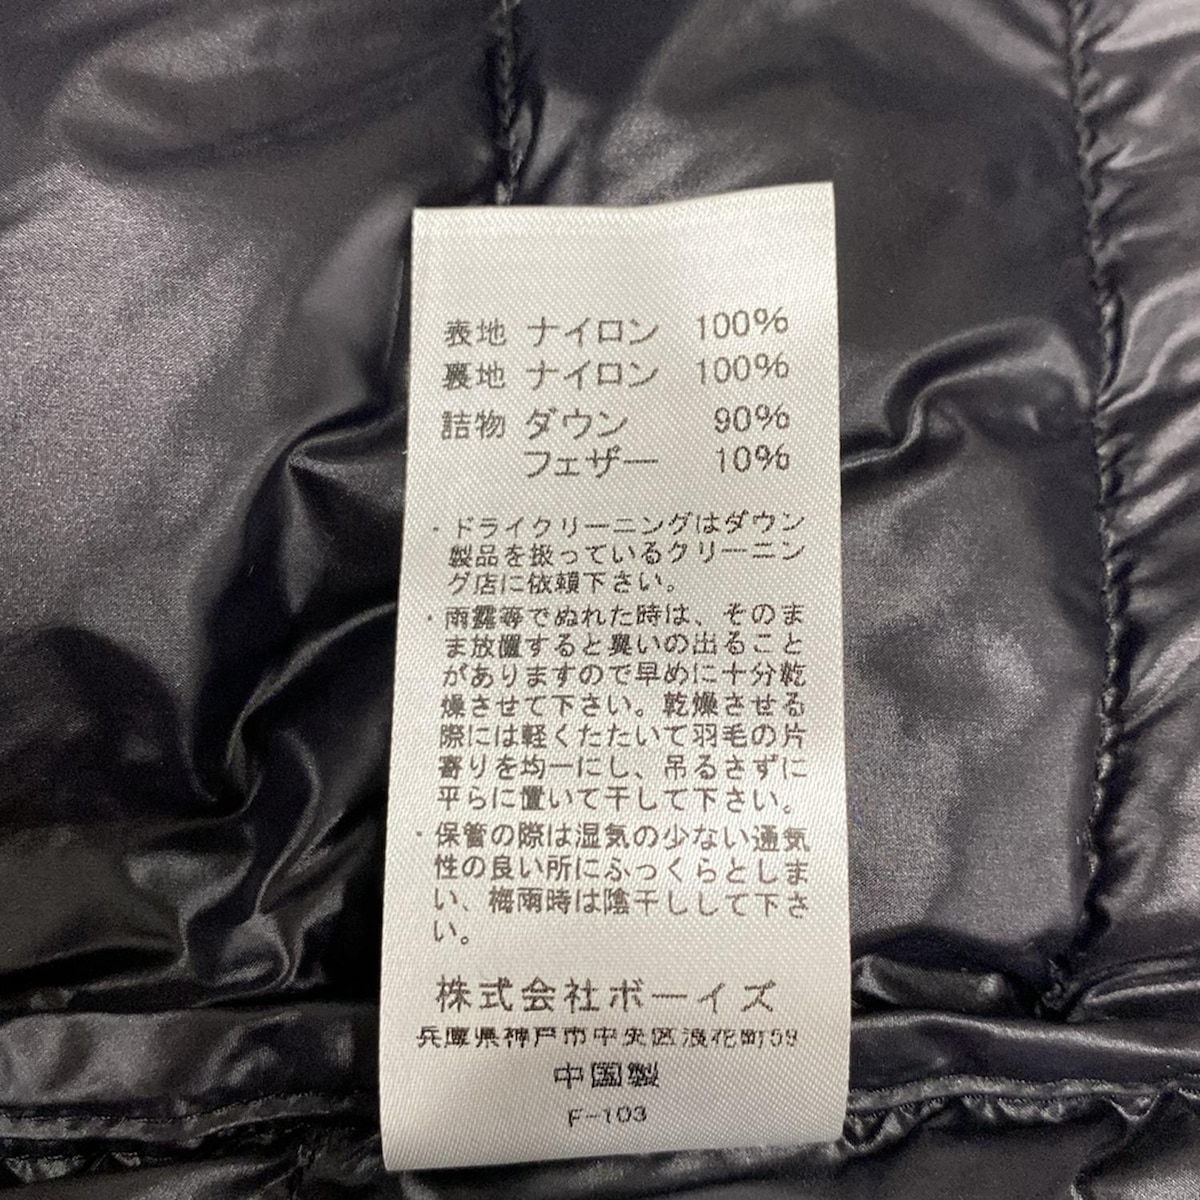 表地 ナイロン 100%
裏地 ナイロン 100%
詰物 ダウン 90%
フェザー 10%
・ドライクリーニングはダウン
製品を扱っているクリーニン
グ店に依頼下さい。
・雨露等でぬれた時は、そのま
ま放置すると臭いの出ること
がありますので早めに十分乾
燥させて下さい。乾燥させる
際には軽くたたいて羽毛の片
寄りを均一にし、吊るさずに
平らに置いて干して下さい。
・保管の際は湿気の少ない通気
性の良い所にふっくらとしま
い、梅雨時は陰干しして下さ
い。
株式会社ボーイズ
兵庫県神戸市中央区浪花町59
中国製
F-103